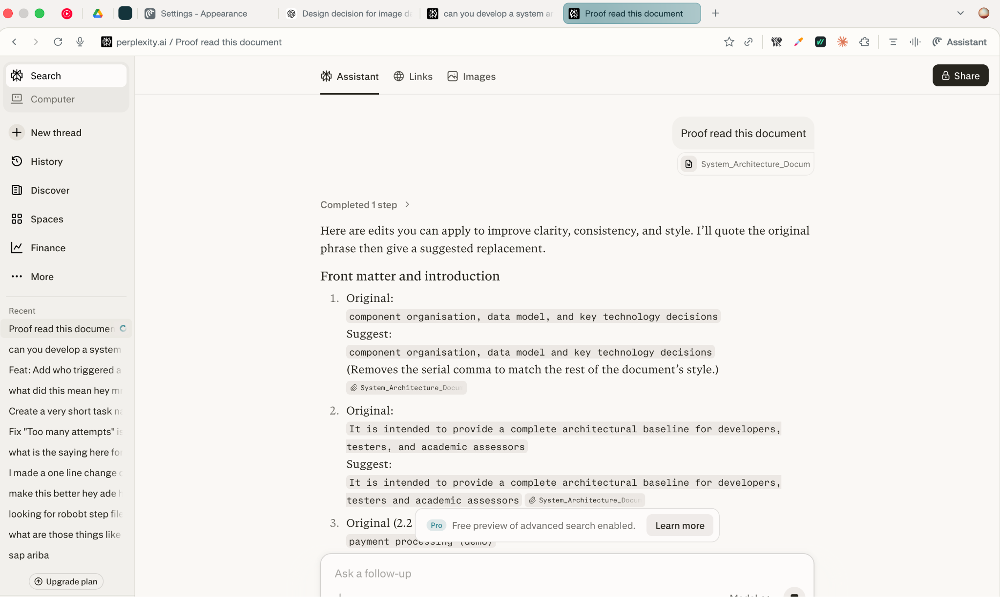 Settings - Appearance
Design decision for image da
can you develop a system ar
Proof read this document
perplexity.ai / Proof read this document
Assistant
Search
Computer
New thread
History
Discover
Spaces
Finance
More
Recent
Proof read this documen
can you develop a system
Feat: Add who triggered a
what did this mean hey mr
Create a very short task na
Fix "Too many attempts" is
what is the saying here for
I made a one line change c
make this better hey ade h
looking for robobt step file
what are those things like
sap ariba
Upgrade plan
Assistant
Links
Images
Share
Proof read this document
System_Architecture_Docum
Completed 1 step
Here are edits you can apply to improve clarity, consistency, and style. I’ll quote the original
phrase then give a suggested replacement.
Front matter and introduction
1. Original:
component organisation, data model, and key technology decisions
Suggest:
component organisation, data model and key technology decisions
(Removes the serial comma to match the rest of the document’s style.)
System_Architecture_Docum
2. Original:
It is intended to provide a complete architectural baseline for developers,
testers, and academic assessors
Suggest:
It is intended to provide a complete architectural baseline for developers,
testers and academic assessors System_Architecture_Docum
3. Original (2.2
payment processing (demo)
Pro Free preview of advanced search enabled. Learn more
Ask a follow-up
Model